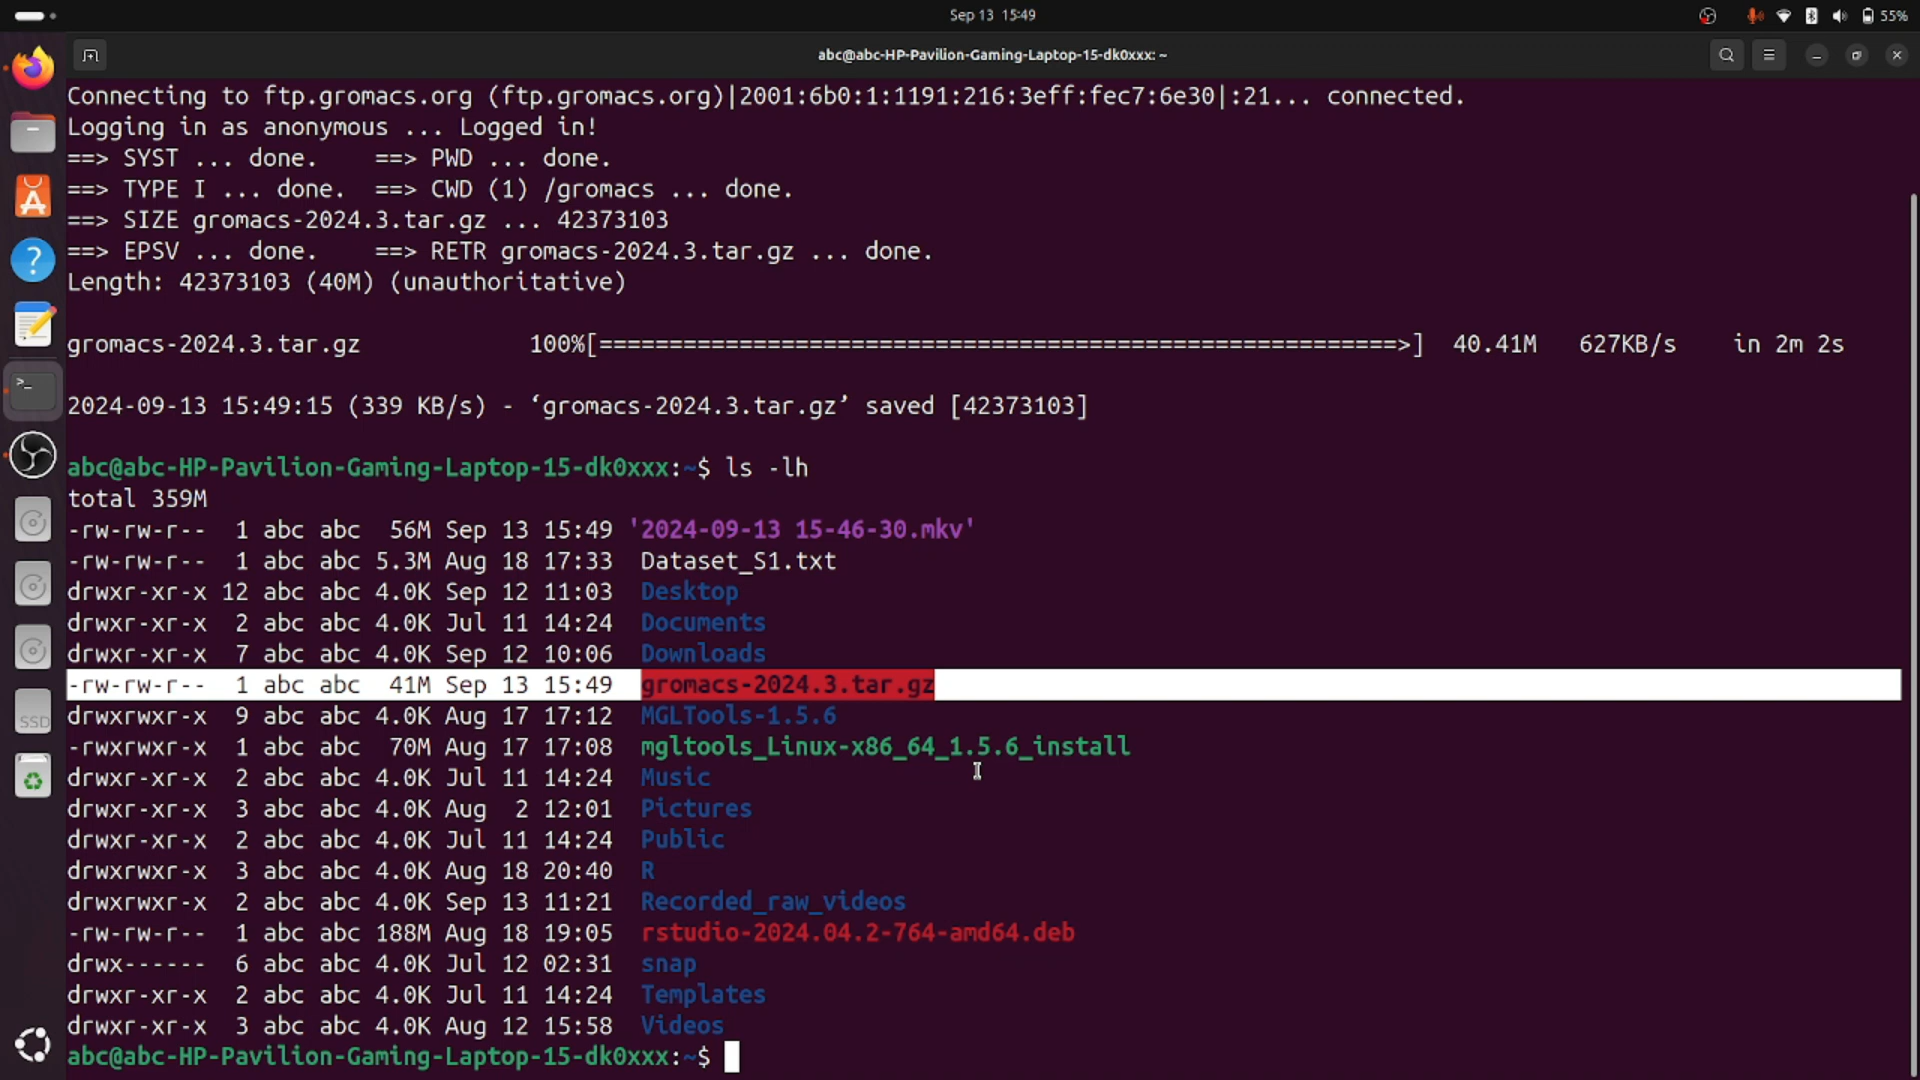 Sep 13 15:49
55%
abc@abc-HP-Pavilion-Gaming-Laptop-15-dk0xxx: ~
Connecting to ftp.gromacs.org (ftp.gromacs.org)|2001:6b0:1:1191:216:3eff:fec7:6e30|:21... connected.
Logging in as anonymous ... Logged in!
==> SYST ... done.    ==> PWD ... done.
==> TYPE I ... done.  ==> CWD (1) /gromacs ... done.
==> SIZE gromacs-2024.3.tar.gz ... 42373103
==> EPSV ... done.    ==> RETR gromacs-2024.3.tar.gz ... done.
Length: 42373103 (40M) (unauthoritative)
gromacs-2024.3.tar.gz            100%[==========================================================>]  40.41M   627KB/s    in 2m 2s
2024-09-13 15:49:15 (339 KB/s) - ‘gromacs-2024.3.tar.gz’ saved [42373103]
abc@abc-HP-Pavilion-Gaming-Laptop-15-dk0xxx:~$ ls -lh
total 359M
-rw-rw-r--  1 abc abc  56M Sep 13 15:49 '2024-09-13 15-46-30.mkv'
-rw-rw-r--  1 abc abc 5.3M Aug 18 17:33  Dataset_S1.txt
drwxr-xr-x 12 abc abc 4.0K Sep 12 11:03  Desktop
drwxr-xr-x  2 abc abc 4.0K Jul 11 14:24  Documents
drwxr-xr-x  7 abc abc 4.0K Sep 12 10:06  Downloads
-rw-rw-r--  1 abc abc  41M Sep 13 15:49  gromacs-2024.3.tar.gz
drwxrwxr-x  9 abc abc 4.0K Aug 17 17:12  MGLTools-1.5.6
-rwxrwxr-x  1 abc abc  70M Aug 17 17:08  mgltools_Linux-x86_64_1.5.6_install
drwxr-xr-x  2 abc abc 4.0K Jul 11 14:24  Music
drwxr-xr-x  3 abc abc 4.0K Aug  2 12:01  Pictures
drwxr-xr-x  2 abc abc 4.0K Jul 11 14:24  Public
drwxrwxr-x  3 abc abc 4.0K Aug 18 20:40  R
drwxrwxr-x  2 abc abc 4.0K Sep 13 11:21  Recorded_raw_videos
-rw-rw-r--  1 abc abc 188M Aug 18 19:05  rstudio-2024.04.2-764-amd64.deb
drwx------  6 abc abc 4.0K Jul 12 02:31  snap
drwxr-xr-x  2 abc abc 4.0K Jul 11 14:24  Templates
drwxr-xr-x  3 abc abc 4.0K Aug 12 15:58  Videos
abc@abc-HP-Pavilion-Gaming-Laptop-15-dk0xxx:~$
SSD